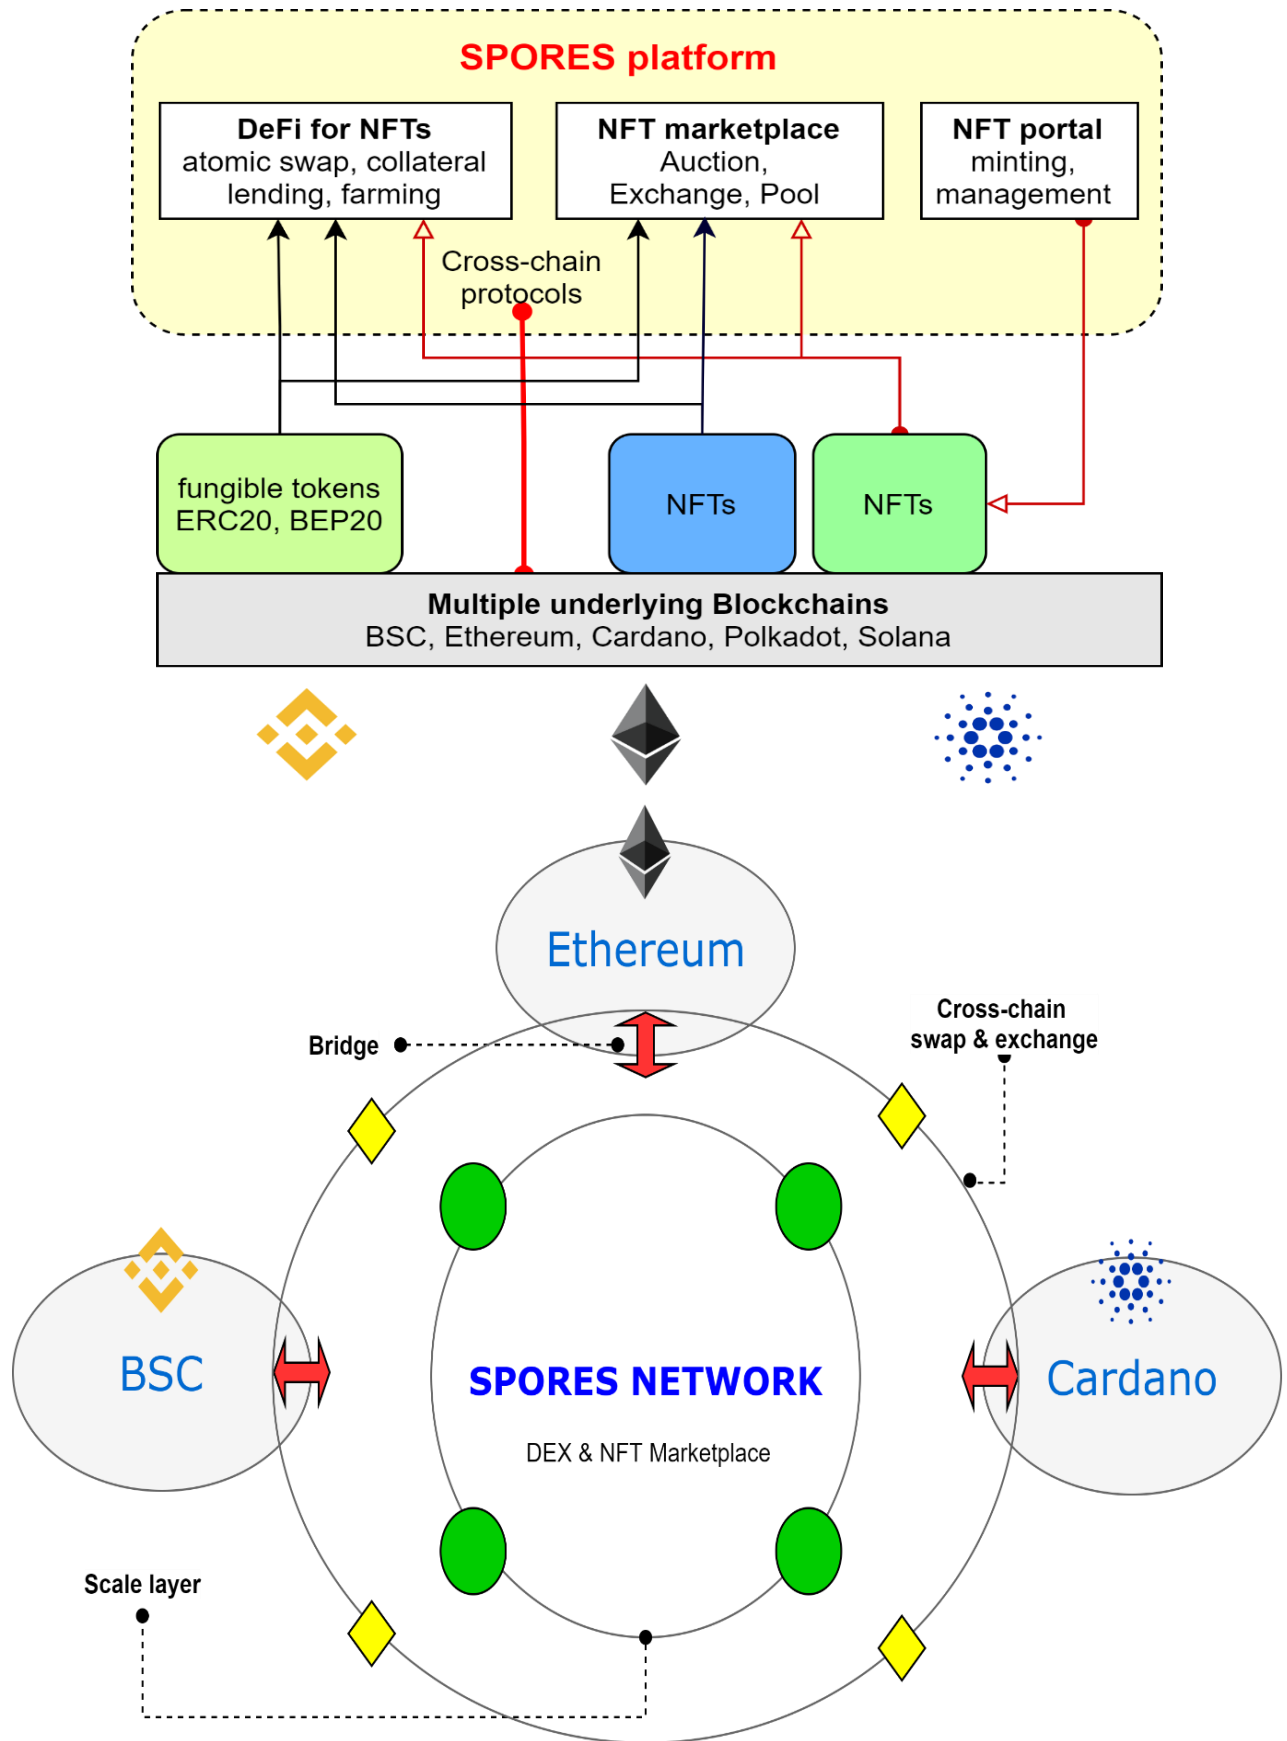 SPORES platform
DeFi for NFTs
atomic swap, collateral
lending, farming
NFT marketplace
Auction,
Exchange, Pool
NFT portal
minting,
management
Cross-chain
protocols
fungible tokens
ERC20, BEP20
NFTs
NFTs
Multiple underlying Blockchains
BSC, Ethereum, Cardano, Polkadot, Solana
Ethereum
Bridge
Cross-chain
swap & exchange
BSC
SPORES NETWORK
DEX & NFT Marketplace
Cardano
Scale layer